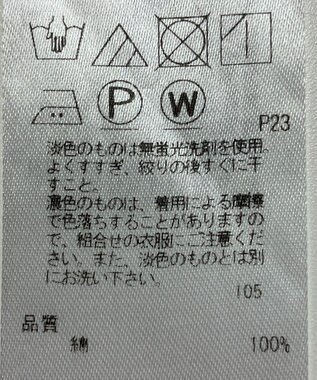 P W
P23
淡色のものは無蛍光洗剤を使用。
よくすすぎ、絞りの後すぐに干
すこと。
濃色のものは、着用による摩擦
で色落ちすることがありますの
で、組合せの衣服にご注意くだ
さい。また、淡色のものとは別
にお洗い下さい。
105
品質
綿 100%